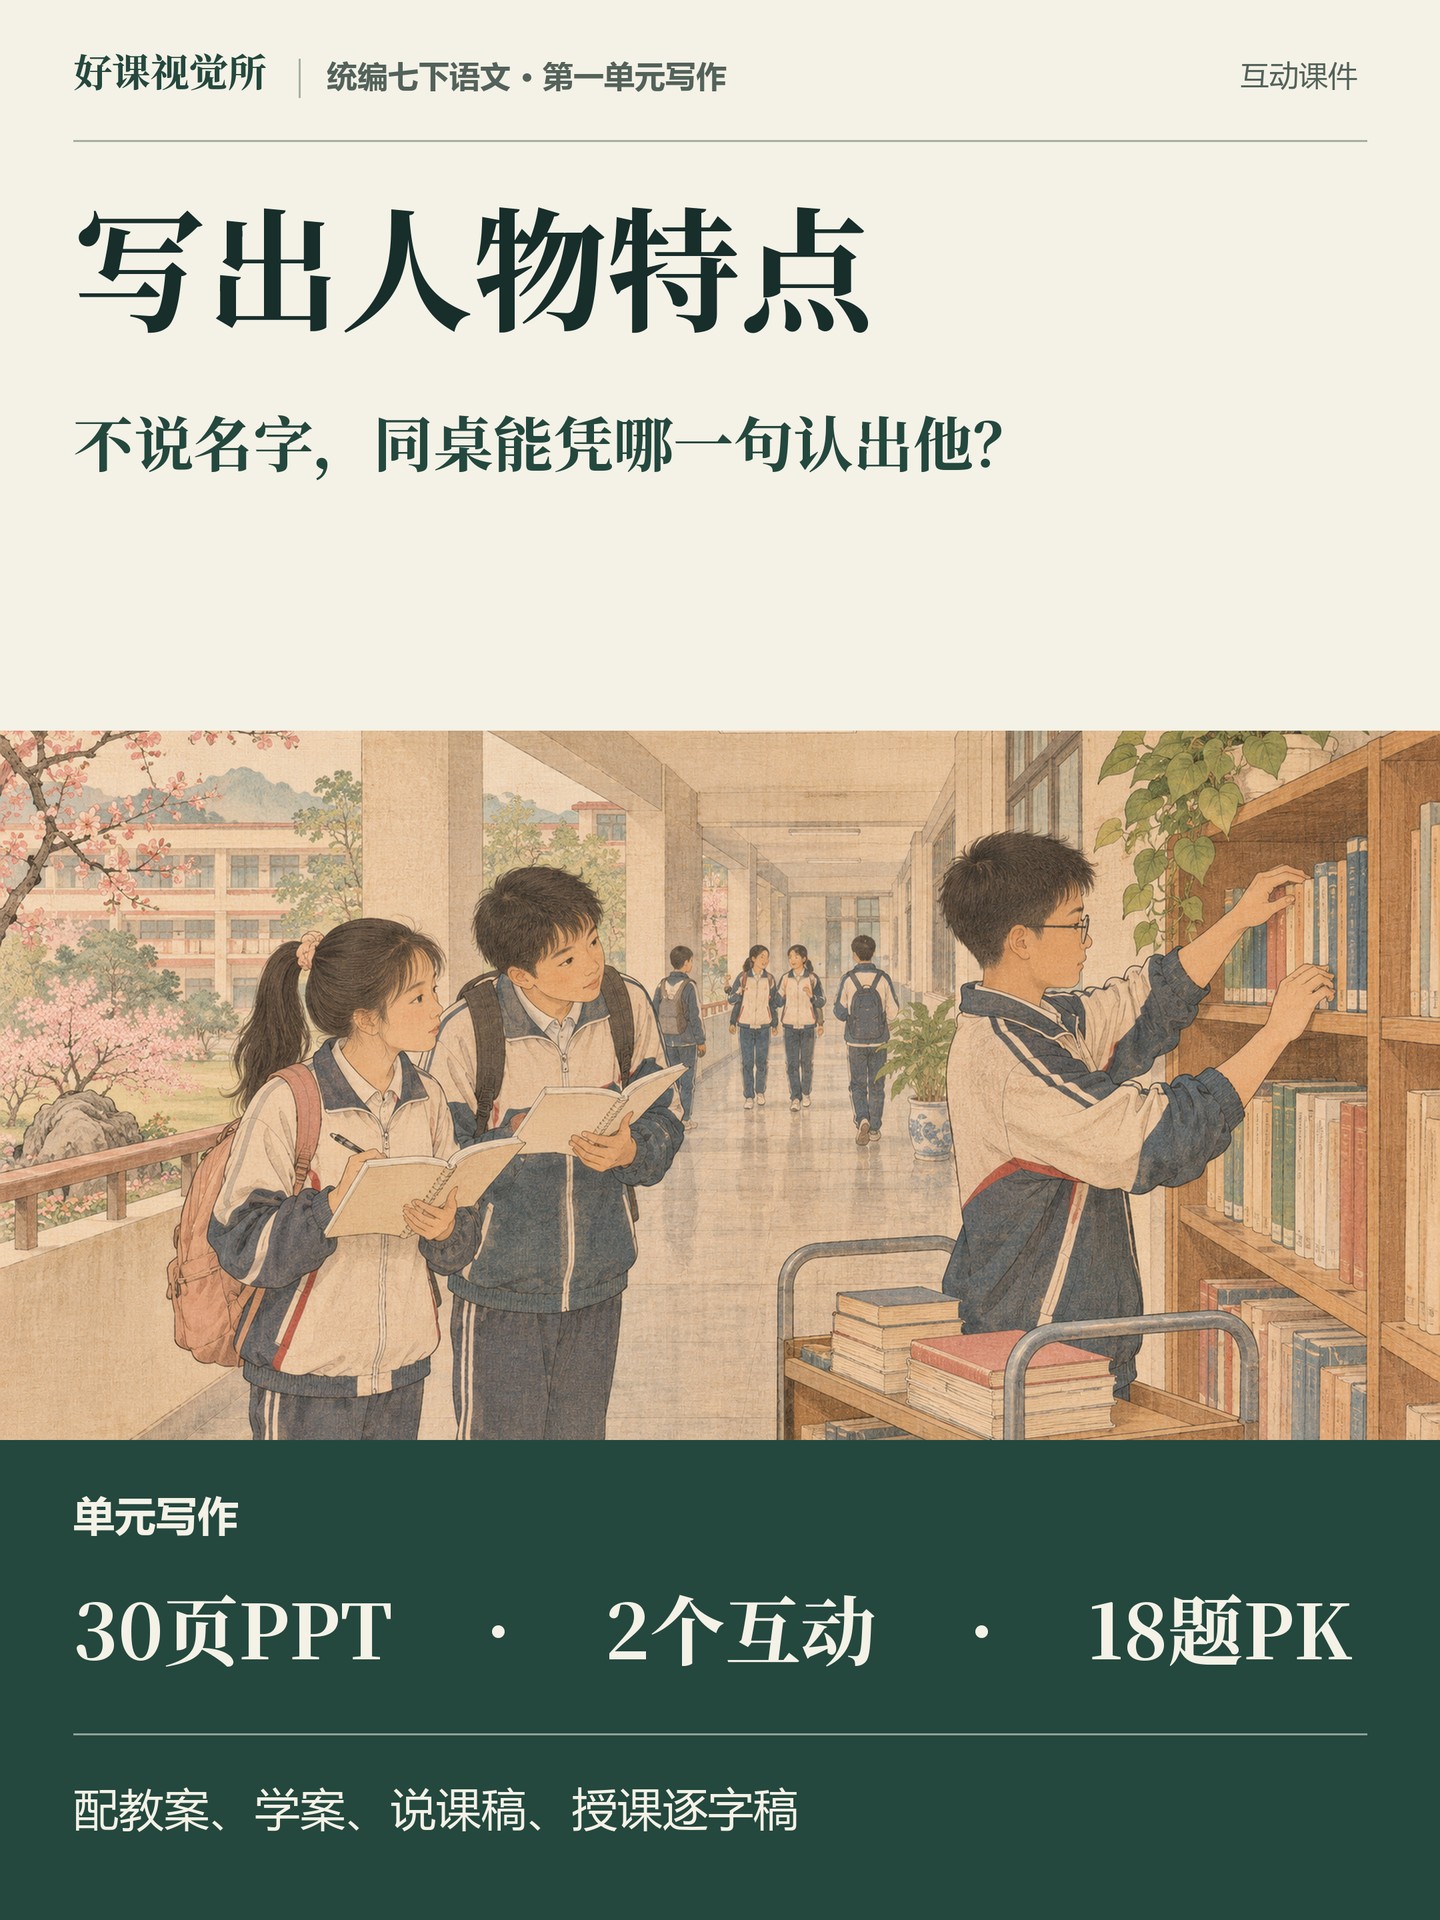 好课视觉所 | 统编七下语文·第一单元写作 互动课件
写出人物特点
不说名字，同桌能凭哪一句认出他？
单元写作
30页PPT · 2个互动 · 18题PK
配教案、学案、说课稿、授课逐字稿